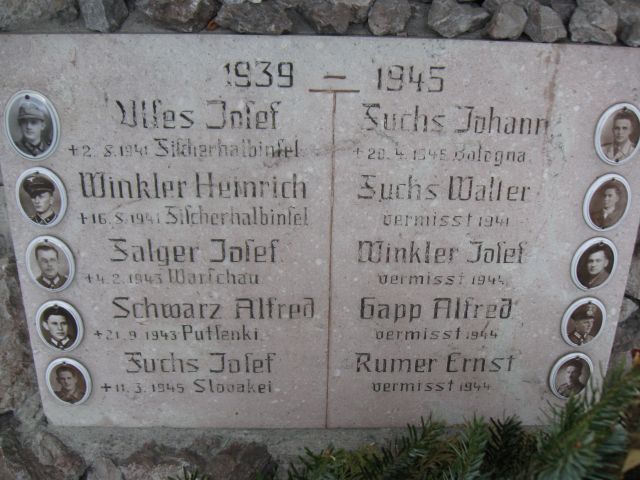 1939 – 1945
Ulses Josef
+ 2. 8. 1941 Fischerhalbinsel
Winkler Heinrich
+ 16. 8. 1941 Fischerhalbinsel
Falger Josef
+ 4. 2. 1943 Warschau
Schwarz Alfred
+ 21. 9. 1943 Putlenki
Fuchs Josef
+ 11. 3. 1945 Slovakei
Fuchs Johann
+ 20. 4. 1945 Bologna
Fuchs Walter
vermisst 1941
Winkler Josef
vermisst 1944
Gapp Alfred
vermisst 1944
Rumer Ernst
vermisst 1944